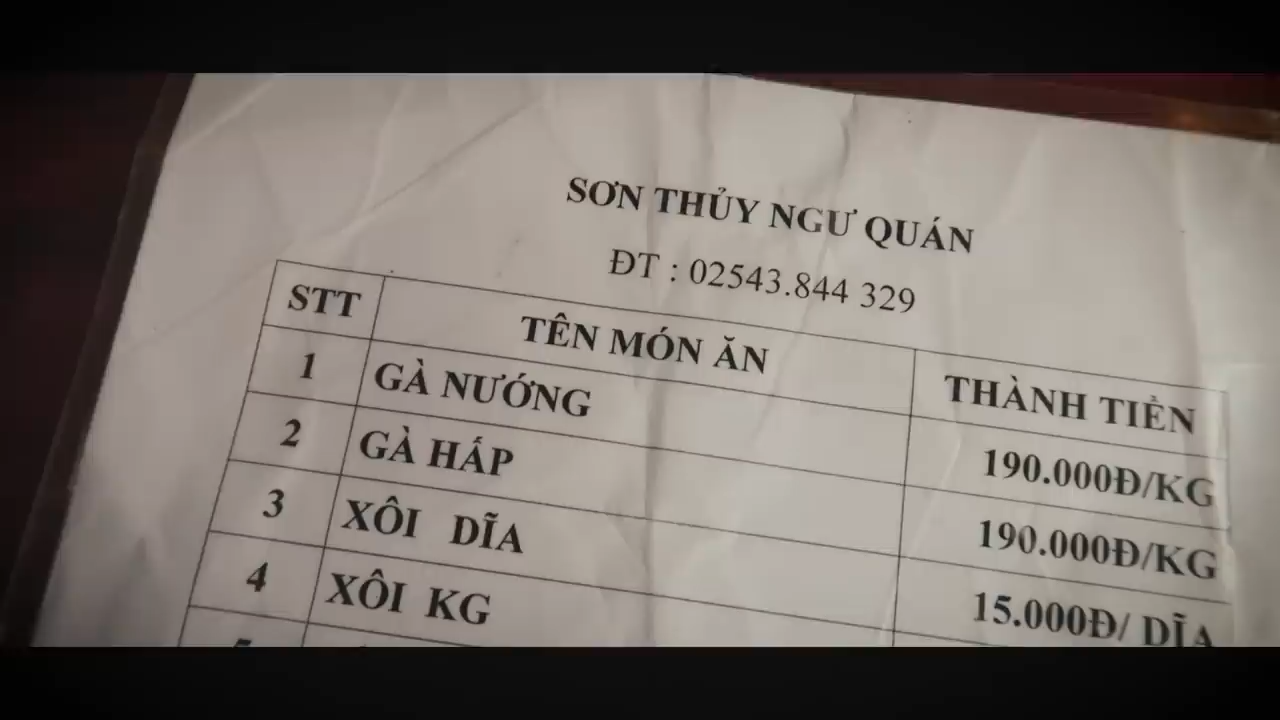 SƠN THỦY NGƯ QUÁN
ĐT : 02543.844 329
STT TÊN MÓN ĂN THÀNH TIỀN
1 GÀ NƯỚNG 190.000Đ/KG
2 GÀ HẤP 190.000Đ/KG
3 XÔI DĨA 15.000Đ/ DĨA
4 XÔI KG